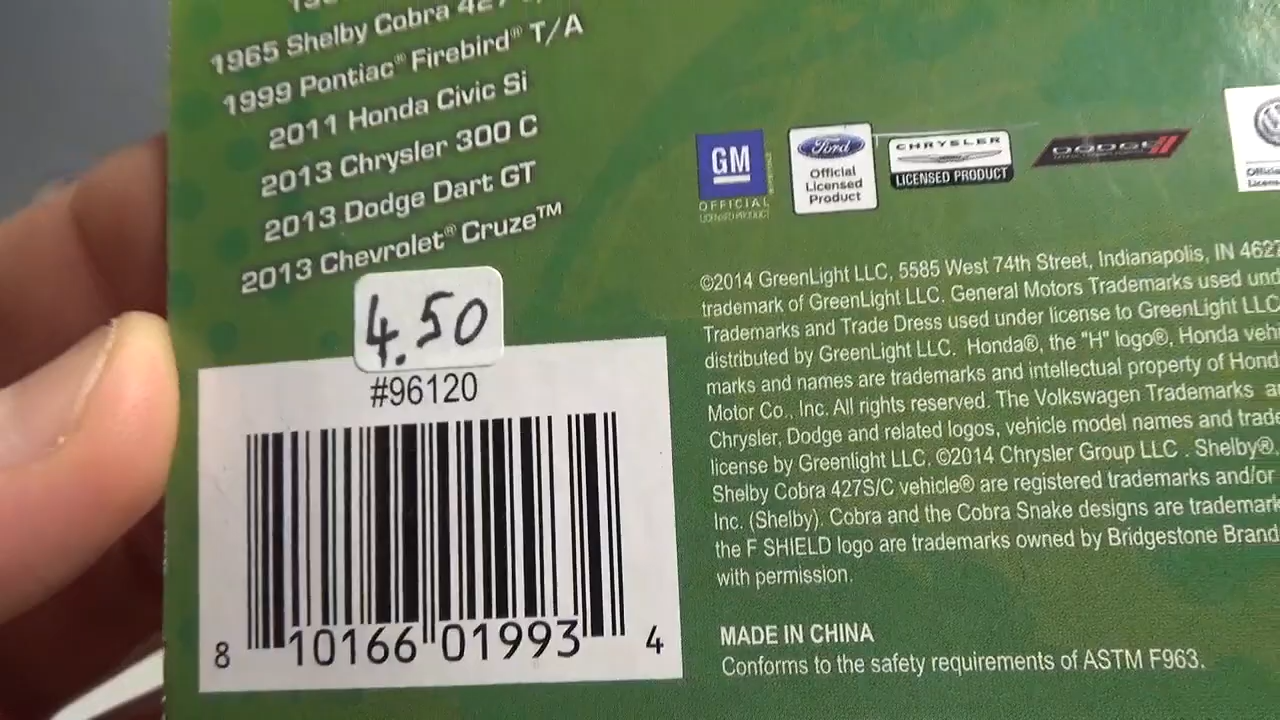 1965 Shelby Cobra
1999 Pontiac® Firebird® T/A
2011 Honda Civic Si
2013 Chrysler 300 C
2013 Dodge Dart GT
2013 Chevrolet® Cruze™
4.50
#96120
8 10166 01993 4
GM
OFFICIAL
LICENSED PRODUCT
Ford
Official
Licensed
Product
CHRYSLER
LICENSED PRODUCT
DODGE
©2014 GreenLight LLC, 5585 West 74th Street, Indianapolis, IN
trademark of GreenLight LLC. General Motors Trademarks used
Trademarks and Trade Dress used under license to GreenLight LLC
distributed by GreenLight LLC. Honda®, the "H" logo®, Honda
marks and names are trademarks and intellectual property of
Motor Co., Inc. All rights reserved. The Volkswagen Trademarks
Chrysler, Dodge and related logos, vehicle model names and
license by Greenlight LLC. ©2014 Chrysler Group LLC . Shelby®,
Shelby Cobra 427S/C vehicle® are registered trademarks and/or
Inc. (Shelby). Cobra and the Cobra Snake designs are
the F SHIELD logo are trademarks owned by Bridgestone
with permission.
MADE IN CHINA
Conforms to the safety requirements of ASTM F963.